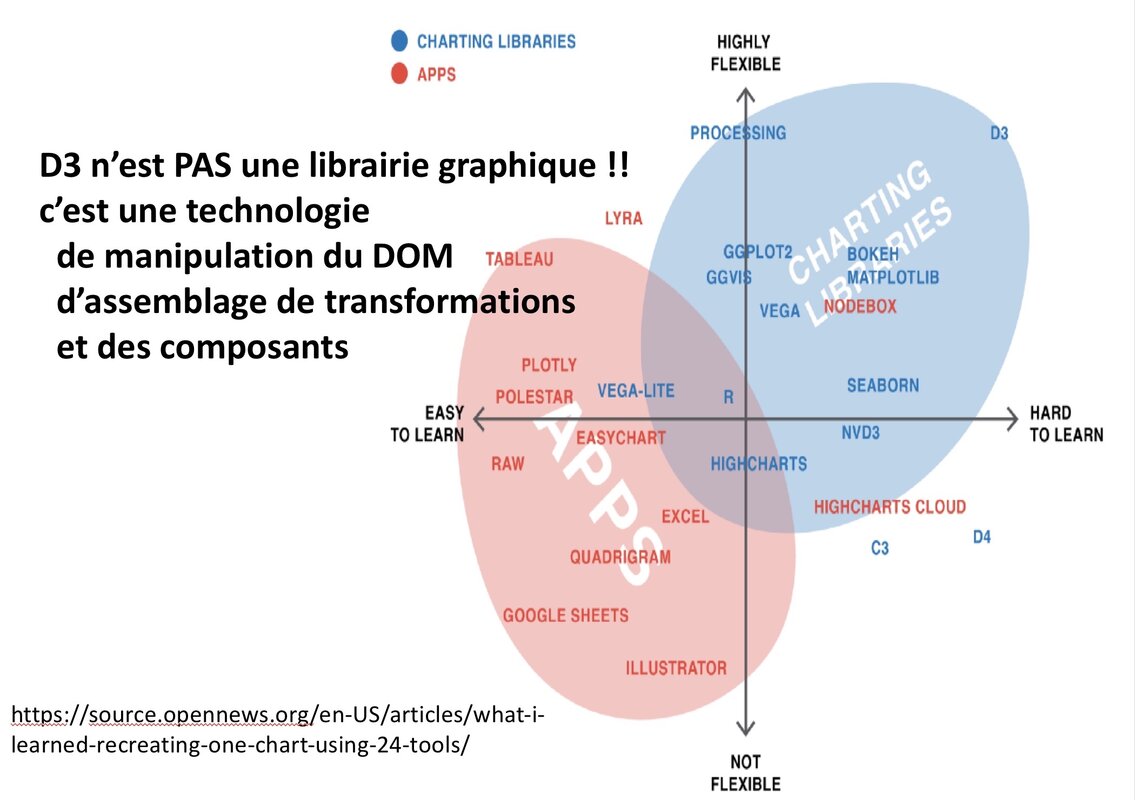 CHARTING LIBRARIES
APPS
HIGHLY
FLEXIBLE
PROCESSING
D3
D3 n’est PAS une librairie graphique !!
c’est une technologie
de manipulation du DOM
d’assemblage de transformations
et des composants
CHARTING
LIBRARIES
LYRA
TABLEAU
GGPLOT2
BOKEH
GGVIS
MATPLOTLIB
VEGA
NODEBOX
PLOTLY
POLESTAR
VEGA-LITE
R
SEABORN
EASY
TO LEARN
HARD
TO LEARN
APPS
EASYCHART
NVD3
RAW
HIGHCHARTS
EXCEL
HIGHCHARTS CLOUD
C3
D4
QUADRIGRAM
GOOGLE SHEETS
ILLUSTRATOR
https://source.opennews.org/en-US/articles/what-i-
learned-recreating-one-chart-using-24-tools/
NOT
FLEXIBLE